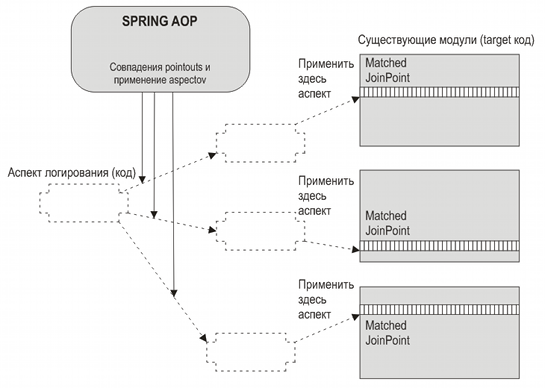 SPRING AOP
Совпадения pointouts и
применение aspectov
Существующие модули (target код)
Применить
здесь
аспект
Matched
JoinPoint
Аспект логирования (код)
Применить
здесь
аспект
Matched
JoinPoint
Применить
здесь
аспект
Matched
JoinPoint